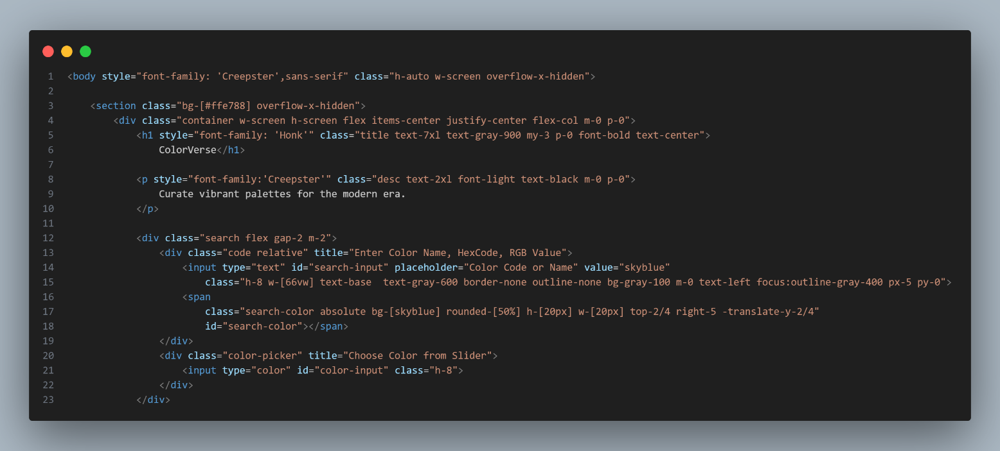 1 <body style="font-family: 'Creepster',sans-serif" class="h-auto w-screen overflow-x-hidden">
2
3     <section class="bg-[#ffe788] overflow-x-hidden">
4         <div class="container w-screen h-screen flex items-center justify-center flex-col m-0 p-0">
5             <h1 style="font-family: 'Honk'" class="title text-7xl text-gray-900 my-3 p-0 font-bold text-center">
6                 ColorVerse</h1>
7
8             <p style="font-family:'Creepster'" class="desc text-2xl font-light text-black m-0 p-0">
9                 Curate vibrant palettes for the modern era.
10             </p>
11
12             <div class="search flex gap-2 m-2">
13                 <div class="code relative" title="Enter Color Name, HexCode, RGB Value">
14                     <input type="text" id="search-input" placeholder="Color Code or Name" value="skyblue"
15                         class="h-8 w-[66vw] text-base  text-gray-600 border-none outline-none bg-gray-100 m-0 text-left focus:outline-gray-400 px-5 py-0">
16                     <span
17                         class="search-color absolute bg-[skyblue] rounded-[50%] h-[20px] w-[20px] top-2/4 right-5 -translate-y-2/4"
18                         id="search-color"></span>
19                 </div>
20                 <div class="color-picker" title="Choose Color from Slider">
21                     <input type="color" id="color-input" class="h-8">
22                 </div>
23             </div>